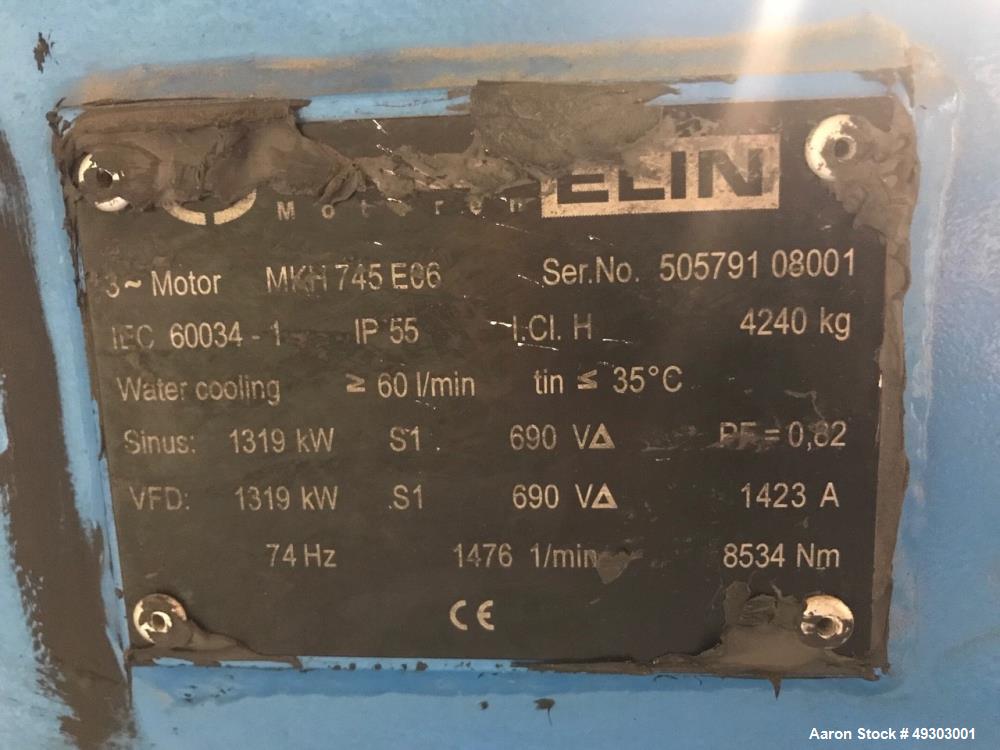 Motoren ELIN
3~ Motor MKH 745 E06 Ser.No. 505791 08001
IEC 60034 - 1 IP 55 I.Cl. H 4240 kg
Water cooling ≥ 60 l/min tin ≤ 35°C
Sinus: 1319 kW S1 690 V∆ PF = 0,82
VFD: 1319 kW S1 690 V∆ 1423 A
74 Hz 1476 1/min 8534 Nm
CE
Aaron Stock # 49303001